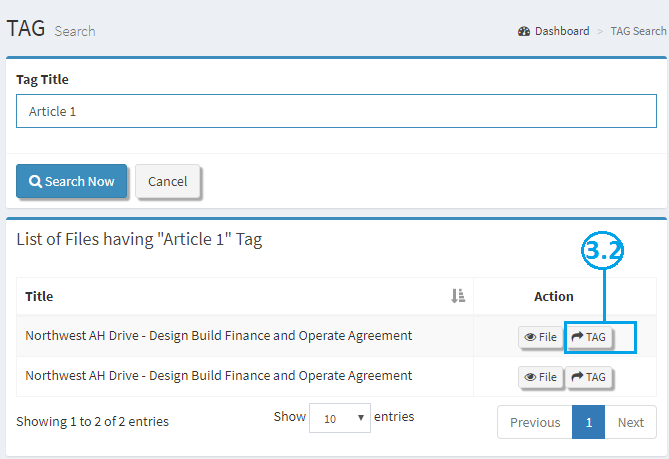 TAG Search
Dashboard > TAG Search
Tag Title
Article 1
Search Now Cancel
List of Files having "Article 1" Tag
3.2
Title Action
Northwest AH Drive - Design Build Finance and Operate Agreement File TAG
Northwest AH Drive - Design Build Finance and Operate Agreement File TAG
Showing 1 to 2 of 2 entries Show 10 entries Previous 1 Next